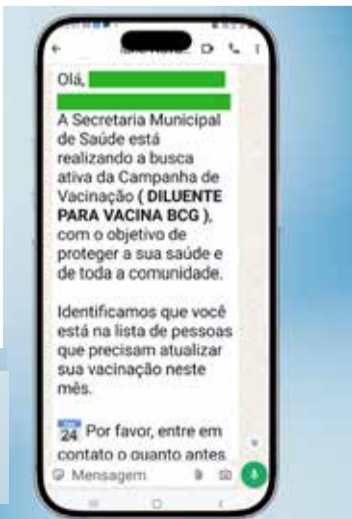 Olá,
A Secretaria Municipal
de Saúde está
realizando a busca
ativa da Campanha de
Vacinação ( DILUENTE
PARA VACINA BCG ),
com o objetivo de
proteger a sua saúde e
de toda a comunidade.
Identificamos que você
está na lista de pessoas
que precisam atualizar
sua vacinação neste
mês.
24 Por favor, entre em
contato o quanto antes
Mensagem